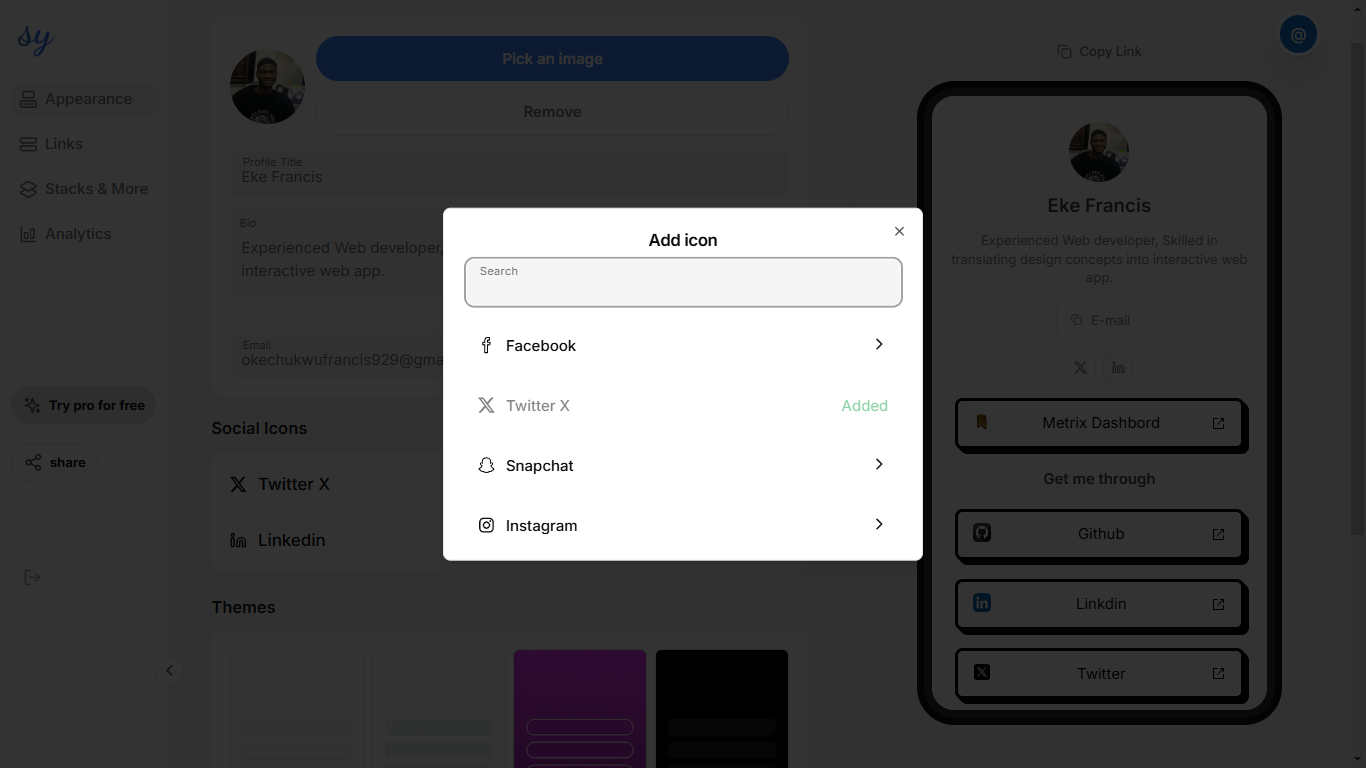 sy
Appearance
Links
Stacks & More
Analytics
Try pro for free
share
Pick an image
Remove
Profile Title
Eke Francis
Bio
Experienced Web developer,
interactive web app.
Email
okechukwufrancis929@gma
Social Icons
Twitter X
Linkedin
Themes
Add icon
Search
Facebook
Twitter X
Added
Snapchat
Instagram
@
Copy Link
Eke Francis
Experienced Web developer, Skilled in
translating design concepts into interactive web
app.
E-mail
Metrix Dashbord
Get me through
Github
Linkdin
Twitter